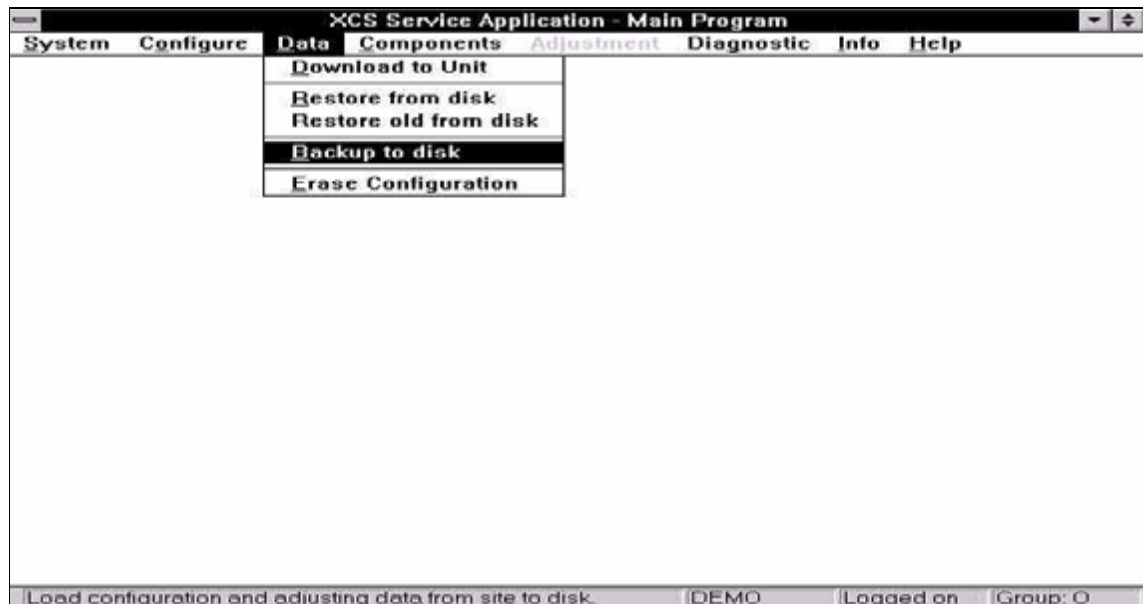 XCS Service Application - Main Program
System Configure Data Components Adjustment Diagnostic Info Help
Download to Unit
Restore from disk
Restore old from disk
Backup to disk
Erase Configuration
Load configuration and adjusting data from site to disk. DEMO Logged on Group: O